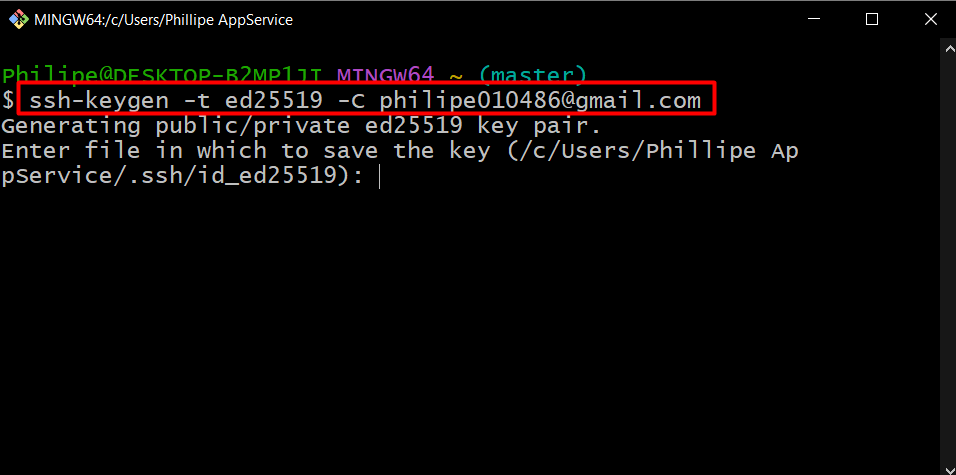 MINGW64:/c/Users/Phillipe AppService
Philipe@DESKTOP-B2MP1JI MINGW64 ~ (master)
$ ssh-keygen -t ed25519 -C philipe010486@gmail.com
Generating public/private ed25519 key pair.
Enter file in which to save the key (/c/Users/Phillipe Ap
pService/.ssh/id_ed25519):